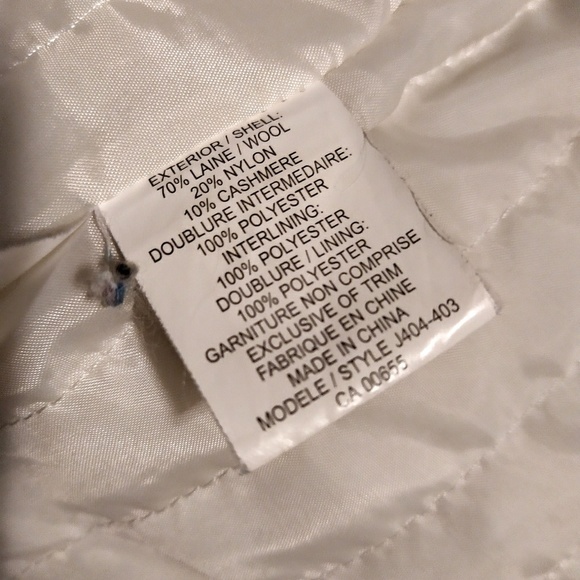 EXTERIOR / SHELL:
70% LAINE / WOOL
20% NYLON
10% CASHMERE
DOUBLURE INTERMEDAIRE:
100% POLYESTER
INTERLINING:
100% POLYESTER
DOUBLURE / LINING:
100% POLYESTER
GARNITURE NON COMPRISE
EXCLUSIVE OF TRIM
FABRIQUE EN CHINE
MADE IN CHINA
MODELE / STYLE J404-403
CA 00655